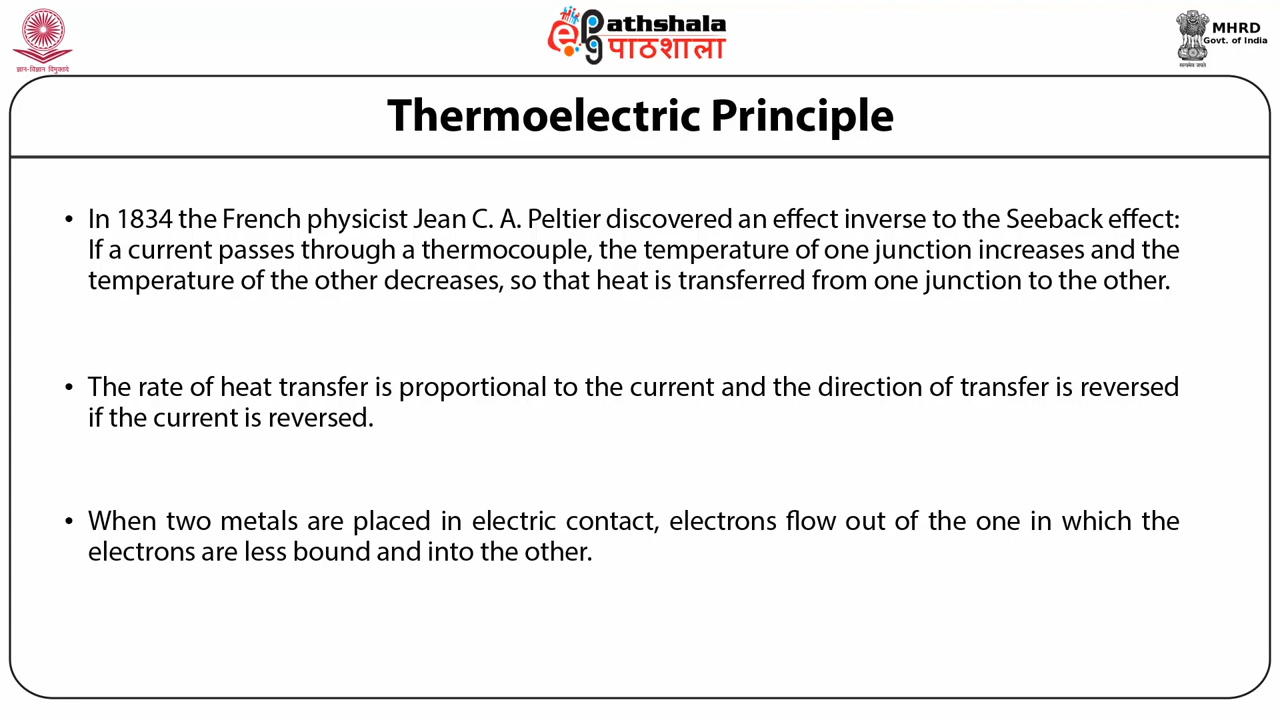 ज्ञान-विज्ञान विमुक्तये
ePathshala
पाठशाला
MHRD
Govt. of India
सत्यमेव जयते
Thermoelectric Principle
• In 1834 the French physicist Jean C. A. Peltier discovered an effect inverse to the Seeback effect:
If a current passes through a thermocouple, the temperature of one junction increases and the
temperature of the other decreases, so that heat is transferred from one junction to the other.
• The rate of heat transfer is proportional to the current and the direction of transfer is reversed
if the current is reversed.
• When two metals are placed in electric contact, electrons flow out of the one in which the
electrons are less bound and into the other.